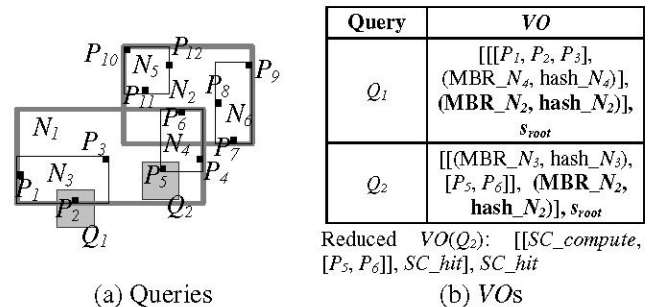 P10
P12
N5
P9
P11
N2
P8
N6
N1
P6
P3
N4
P7
P1
N3
P5
P4
P2
Q1
Q2
(a) Queries
Query VO
Q1
[[[P1, P2, P3],
(MBR_N4, hash_N4)],
(MBR_N2, hash_N2)],
sroot
Q2
[[(MBR_N3, hash_N3),
[P5, P6]], (MBR_N2,
hash_N2)], sroot
Reduced VO(Q2): [[SC_compute,
[P5, P6]], SC_hit], SC_hit
(b) VOs